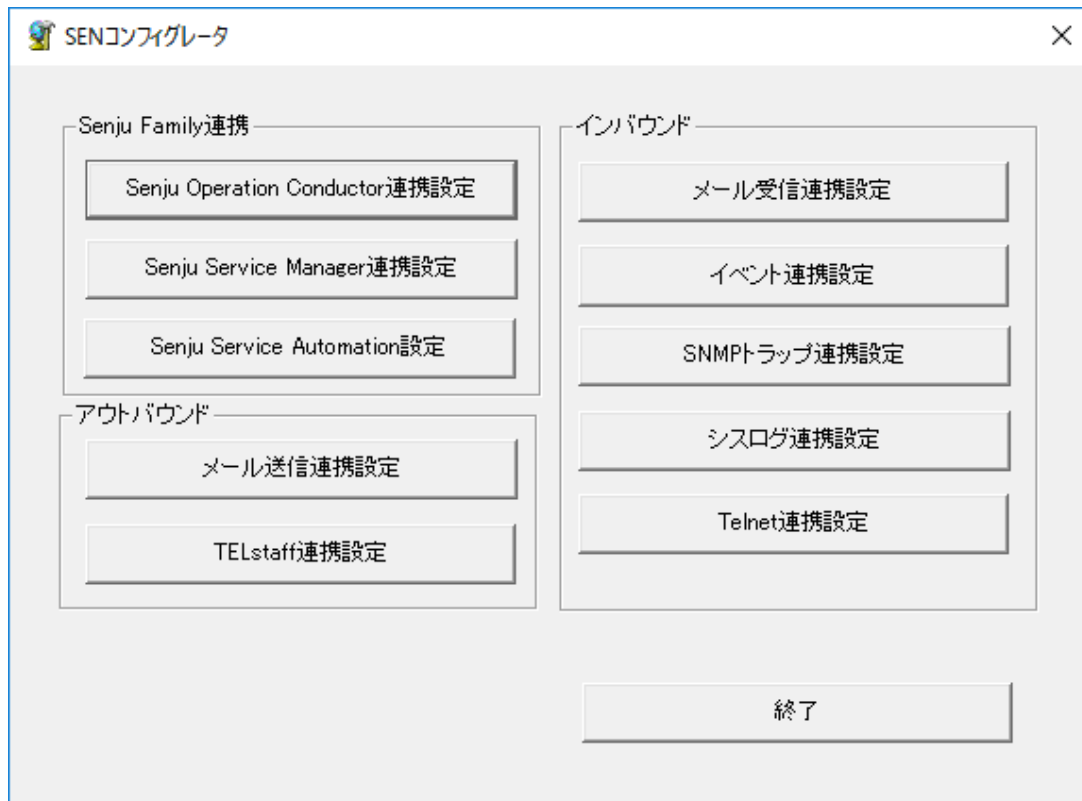 SENコンフィグレータ
Senju Family連携
Senju Operation Conductor連携設定
Senju Service Manager連携設定
Senju Service Automation設定
アウトバウンド
メール送信連携設定
TELstaff連携設定
インバウンド
メール受信連携設定
イベント連携設定
SNMPトラップ連携設定
シスログ連携設定
Telnet連携設定
終了